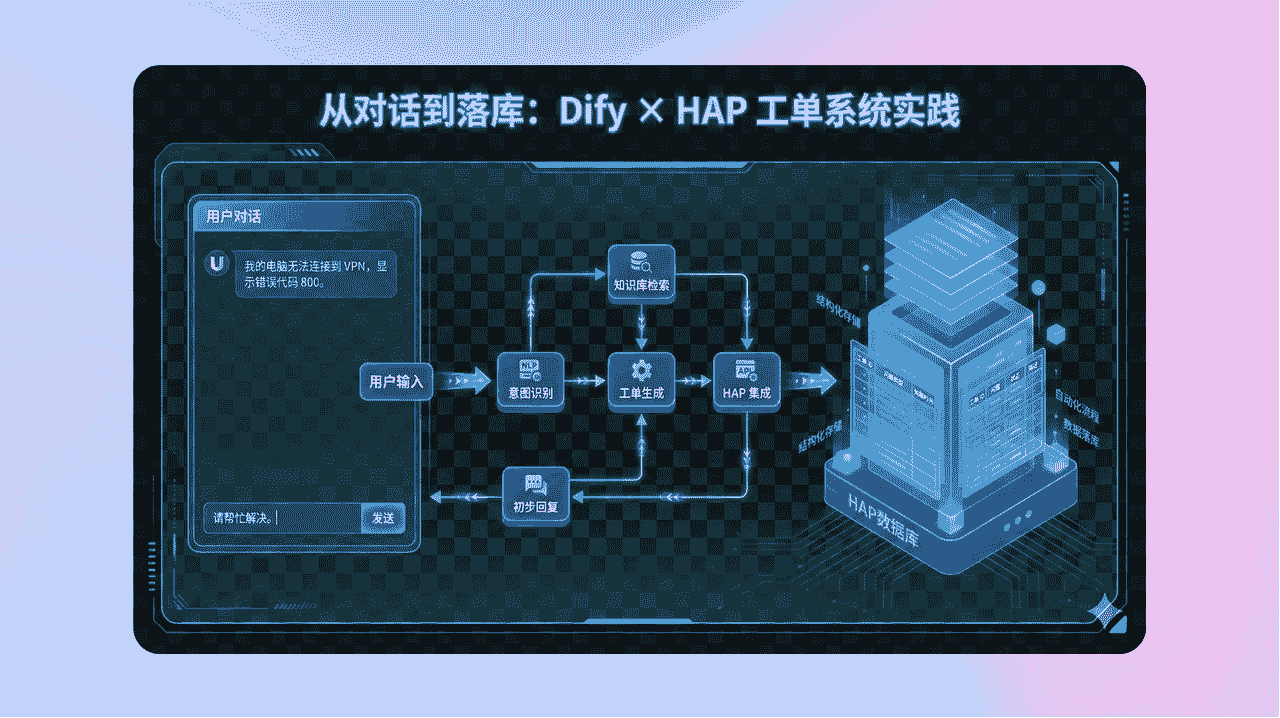 从对话到落库：Dify × HAP 工单系统实践
用户对话
U
我的电脑无法连接到 VPN，显
示错误代码 800。
用户输入
请帮忙解决。
发送
知识库检索
意图识别
工单生成
HAP 集成
初步回复
结构化存储
结构化存储
自动化流程
数据落库
HAP数据库